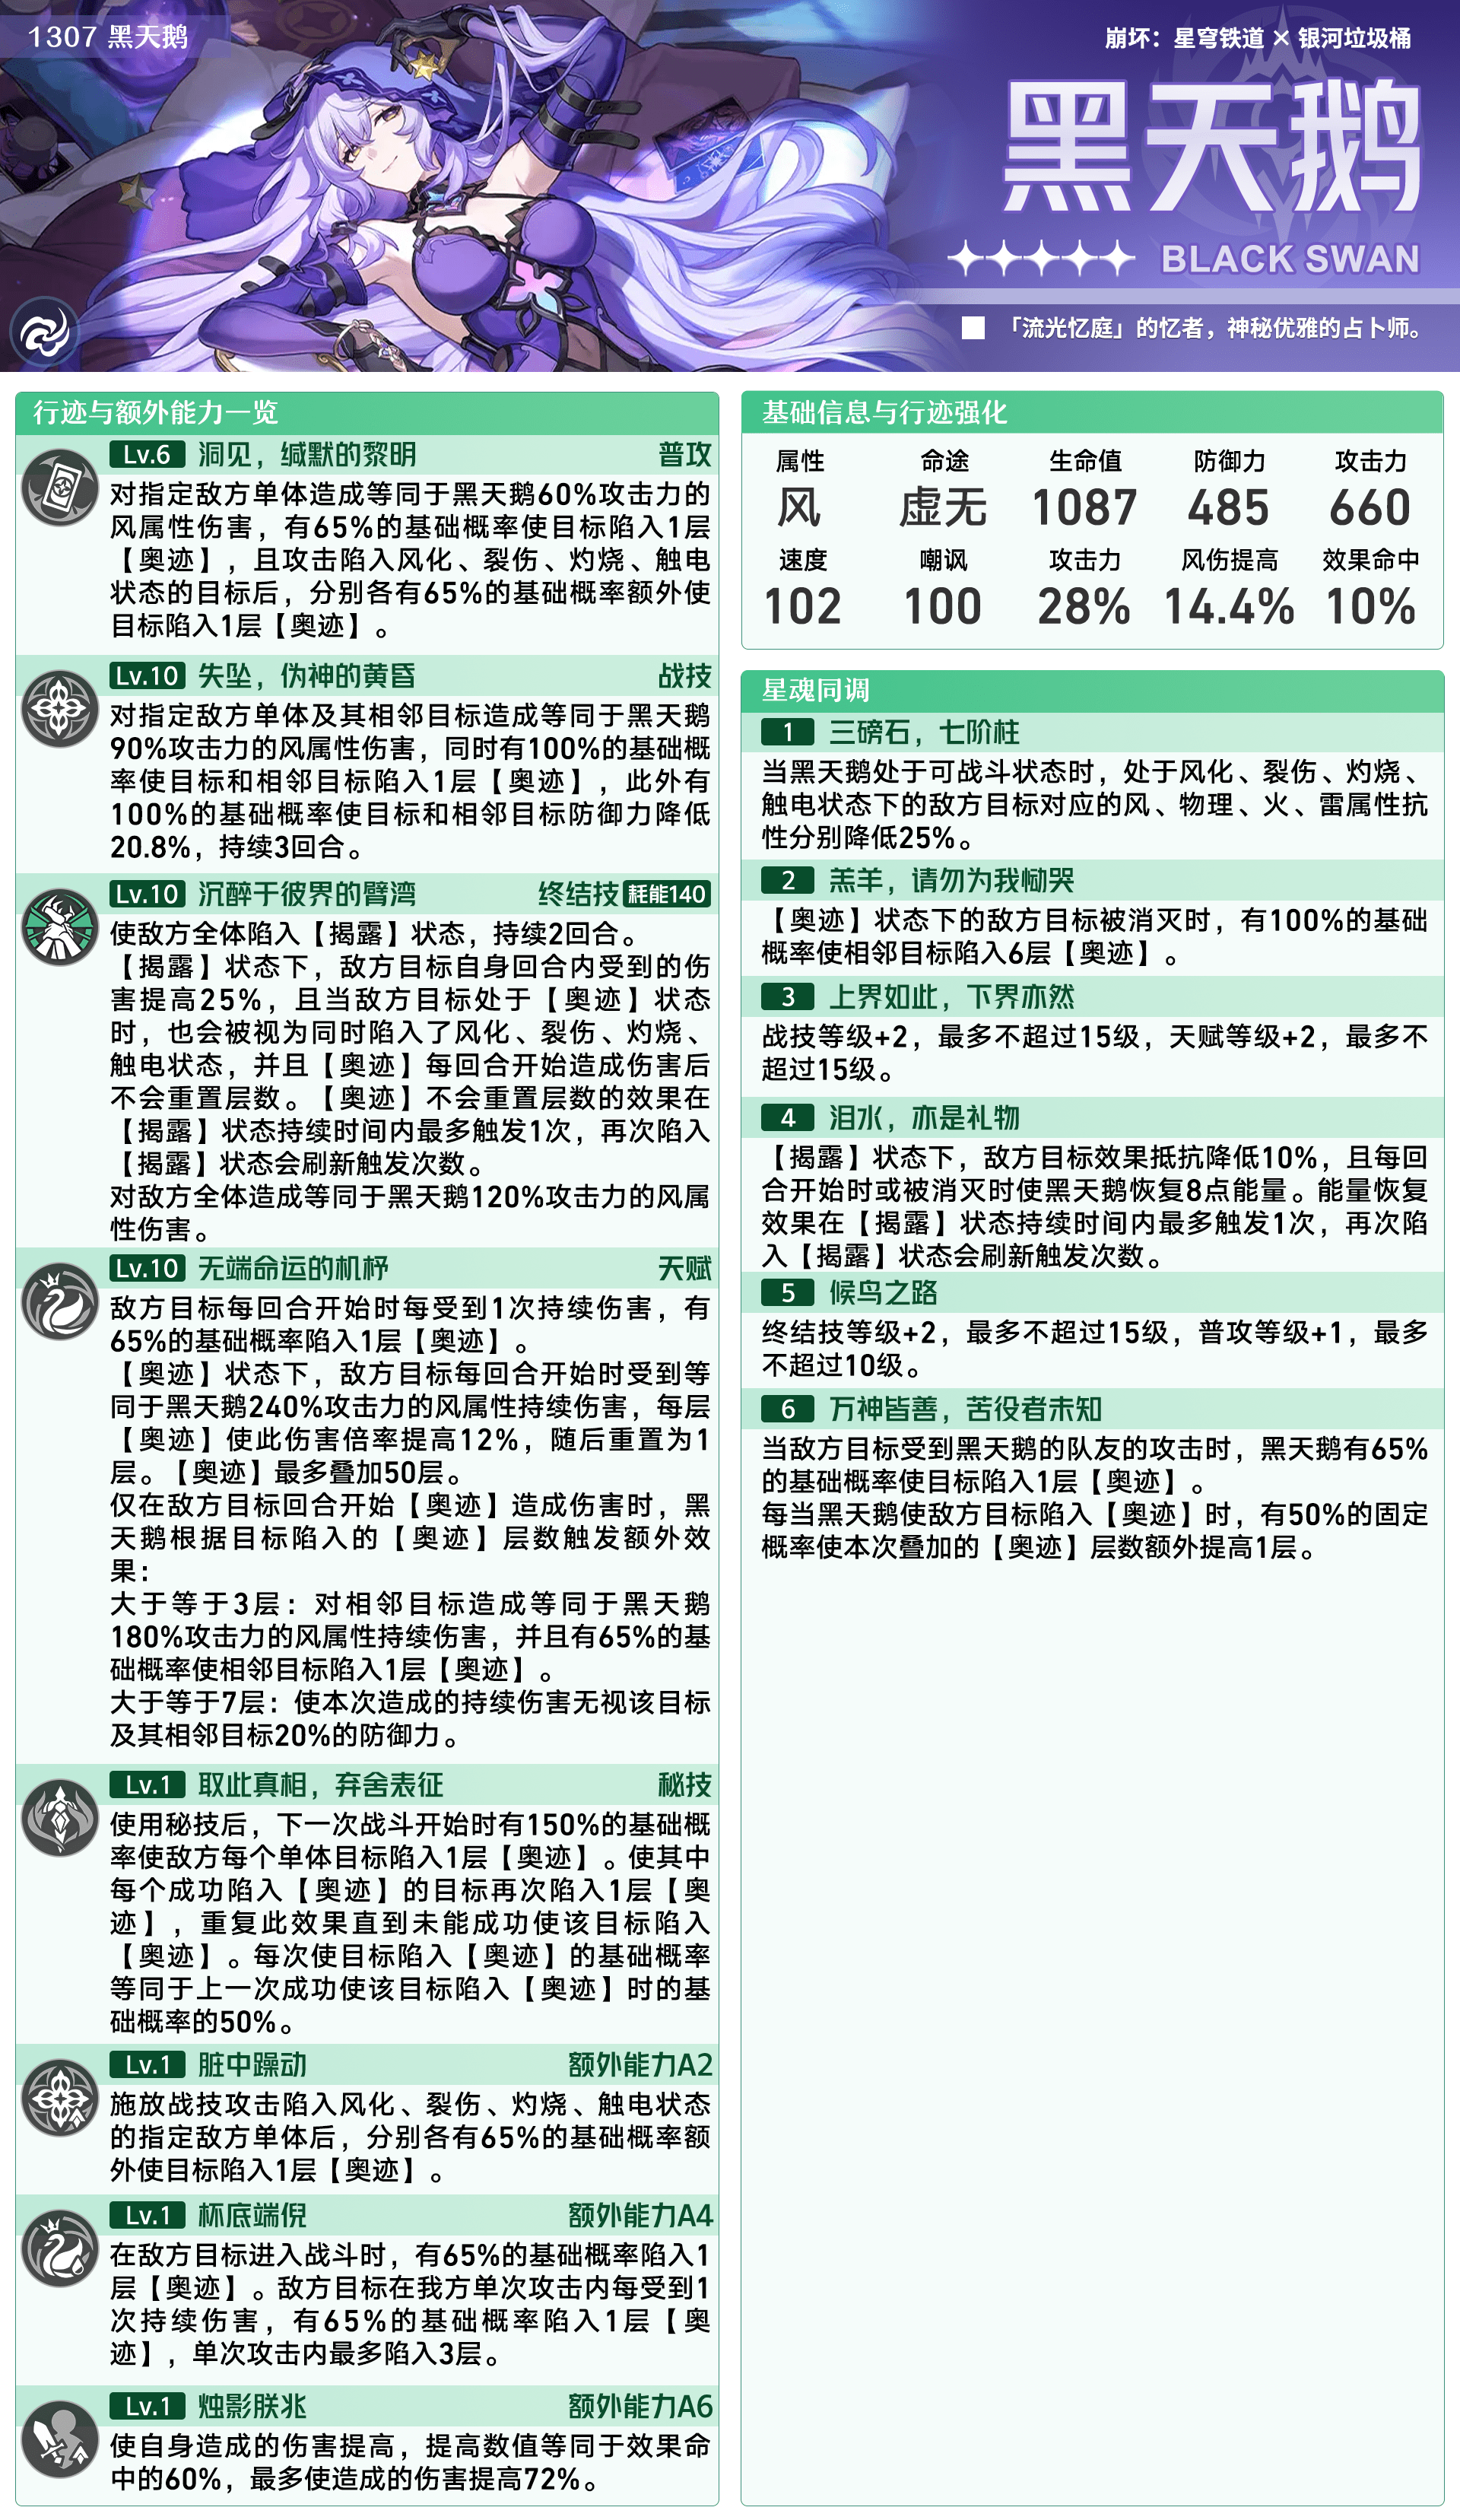 1307 黑天鹅
崩坏：星穹铁道 × 银河垃圾桶
黑天鹅
BLACK SWAN
「流光忆庭」的忆者，神秘优雅的占卜师。
行迹与额外能力一览
Lv.6 洞见，缄默的黎明 普攻
对指定敌方单体造成等同于黑天鹅60%攻击力的
风属性伤害，有65%的基础概率使目标陷入1层
【奥迹】，且攻击陷入风化、裂伤、灼烧、触电
状态的目标后，分别各有65%的基础概率额外使
目标陷入1层【奥迹】。
Lv.10 失坠，伪神的黄昏 战技
对指定敌方单体及其相邻目标造成等同于黑天鹅
90%攻击力的风属性伤害，同时有100%的基础概
率使目标和相邻目标陷入1层【奥迹】，此外有
100%的基础概率使目标和相邻目标防御力降低
20.8%，持续3回合。
Lv.10 沉醉于彼界的臂湾 终结技 耗能140
使敌方全体陷入【揭露】状态，持续2回合。
【揭露】状态下，敌方目标自身回合内受到的伤
害提高25%，且当敌方目标处于【奥迹】状态
时，也会被视为同时陷入了风化、裂伤、灼烧、
触电状态，并且【奥迹】每回合开始造成伤害后
不会重置层数。【奥迹】不会重置层数的效果在
【揭露】状态持续时间内最多触发1次，再次陷入
【揭露】状态会刷新触发次数。
对敌方全体造成等同于黑天鹅120%攻击力的风属
性伤害。
Lv.10 无端命运的机杼 天赋
敌方目标每回合开始时每受到1次持续伤害，有
65%的基础概率陷入1层【奥迹】。
【奥迹】状态下，敌方目标每回合开始时受到等
同于黑天鹅240%攻击力的风属性持续伤害，每层
【奥迹】使此伤害倍率提高12%，随后重置为1
层。【奥迹】最多叠加50层。
仅在敌方目标回合开始【奥迹】造成伤害时，黑
天鹅根据目标陷入的【奥迹】层数触发额外效
果：
大于等于3层：对相邻目标造成等同于黑天鹅
180%攻击力的风属性持续伤害，并且有65%的基
础概率使相邻目标陷入1层【奥迹】。
大于等于7层：使本次造成的持续伤害无视该目标
及其相邻目标20%的防御力。
Lv.1 取此真相，弃舍表征 秘技
使用秘技后，下一次战斗开始时有150%的基础概
率使敌方每个单体目标陷入1层【奥迹】。使其中
每个成功陷入【奥迹】的目标再次陷入1层【奥
迹】，重复此效果直到未能成功使该目标陷入
【奥迹】。每次使目标陷入【奥迹】的基础概率
等同于上一次成功使该目标陷入【奥迹】时的基
础概率的50%。
Lv.1 脏中躁动 额外能力A2
施放战技攻击陷入风化、裂伤、灼烧、触电状态
的指定敌方单体后，分别各有65%的基础概率额
外使目标陷入1层【奥迹】。
Lv.1 杯底端倪 额外能力A4
在敌方目标进入战斗时，有65%的基础概率陷入1
层【奥迹】。敌方目标在我方单次攻击内每受到1
次持续伤害，有65%的基础概率陷入1层【奥
迹】，单次攻击内最多陷入3层。
Lv.1 烛影朕兆 额外能力A6
使自身造成的伤害提高，提高数值等同于效果命
中的60%，最多使造成的伤害提高72%。
基础信息与行迹强化
属性 命途 生命值 防御力 攻击力
风 虚无 1087 485 660
速度 嘲讽 攻击力 风伤提高 效果命中
102 100 28% 14.4% 10%
星魂同调
1 三磅石，七阶柱
当黑天鹅处于可战斗状态时，处于风化、裂伤、灼烧、
触电状态下的敌方目标对应的风、物理、火、雷属性抗
性分别降低25%。
2 羔羊，请勿为我恸哭
【奥迹】状态下的敌方目标被消灭时，有100%的基础
概率使相邻目标陷入6层【奥迹】。
3 上界如此，下界亦然
战技等级+2，最多不超过15级，天赋等级+2，最多不
超过15级。
4 泪水，亦是礼物
【揭露】状态下，敌方目标效果抵抗降低10%，且每回
合开始时或被消灭时使黑天鹅恢复8点能量。能量恢复
效果在【揭露】状态持续时间内最多触发1次，再次陷
入【揭露】状态会刷新触发次数。
5 候鸟之路
终结技等级+2，最多不超过15级，普攻等级+1，最多
不超过10级。
6 万神皆善，苦役者未知
当敌方目标受到黑天鹅的队友的攻击时，黑天鹅有65%
的基础概率使目标陷入1层【奥迹】。
每当黑天鹅使敌方目标陷入【奥迹】时，有50%的固定
概率使本次叠加的【奥迹】层数额外提高1层。